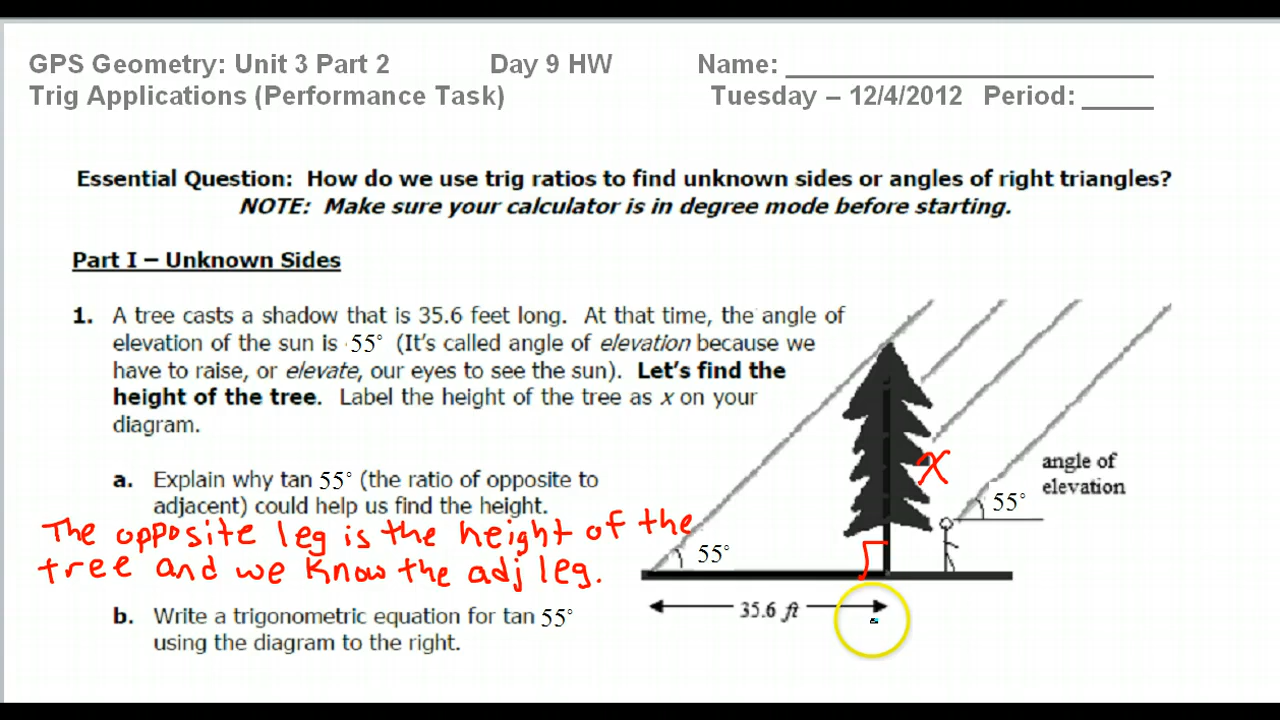 GPS Geometry: Unit 3 Part 2 Day 9 HW Name: ____________________
Trig Applications (Performance Task) Tuesday – 12/4/2012 Period: _____
Essential Question: How do we use trig ratios to find unknown sides or angles of right triangles?
NOTE: Make sure your calculator is in degree mode before starting.
Part I – Unknown Sides
1. A tree casts a shadow that is 35.6 feet long. At that time, the angle of
elevation of the sun is 55° (It's called angle of elevation because we
have to raise, or elevate, our eyes to see the sun). Let's find the
height of the tree. Label the height of the tree as x on your
diagram.
a. Explain why tan 55° (the ratio of opposite to
adjacent) could help us find the height.
The opposite leg is the height of the
tree and we know the adj leg.
b. Write a trigonometric equation for tan 55°
using the diagram to the right.
x
angle of
elevation
55°
55°
35.6 ft